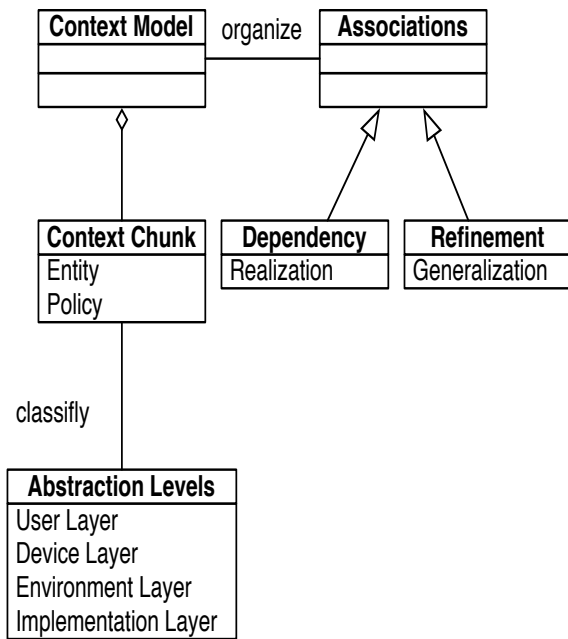 Context Model
organize
Associations
Context Chunk
Entity
Policy
Dependency
Realization
Refinement
Generalization
classifly
Abstraction Levels
User Layer
Device Layer
Environment Layer
Implementation Layer